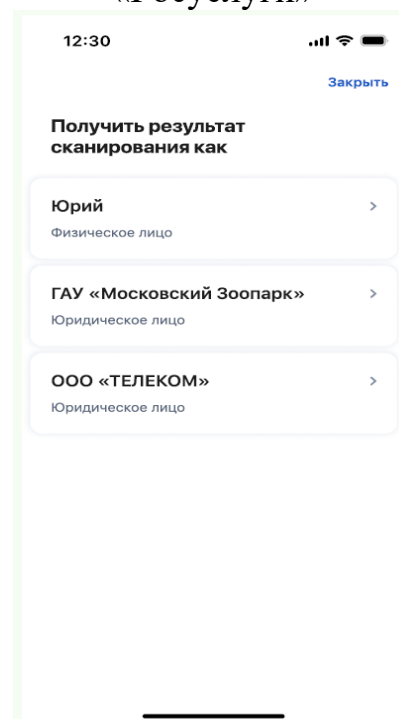 12:30
Закрыть
Получить результат
сканирования как
Юрий
Физическое лицо
ГАУ «Московский Зоопарк»
Юридическое лицо
ООО «ТЕЛЕКОМ»
Юридическое лицо